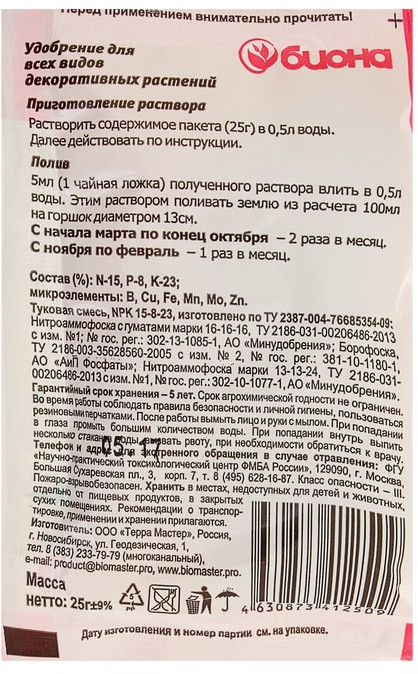 Перед применением внимательно прочитать!
Удобрение для
всех видов
декоративных растений
биона
Приготовление раствора
Растворить содержимое пакета (25г) в 0,5л воды.
Далее действовать по инструкции.
Полив
5мл (1 чайная ложка) полученного раствора влить в 0,5л
воды. Этим раствором поливать землю из расчета 100мл
на горшок диаметром 13см.
С начала марта по конец октября – 2 раза в месяц.
С ноября по февраль – 1 раз в месяц.
Состав (%): N-15, P-8, K-23;
микроэлементы: B, Cu, Fe, Mn, Mo, Zn.
Туковая смесь, NPK 15-8-23, изготовлено по ТУ 2387-004-76685354-09;
Нитроаммофоска с гуматами марки 16-16-16, ТУ 2186-031-00206486-2013
с изм. №1; № гос. рег.: 302-13-1085-1, АО «Минудобрения»; Борофоска,
ТУ 2186-003-35628560-2005 с изм. № 2, № гос. рег.: 381-10-1180-1,
АО «АиП Фосфаты»; Нитроаммофоска марки 13-13-24, ТУ 2186-031-
00206486-2013 с изм. №1, № гос. рег.: 302-10-1077-1, АО «Минудобрения».
Гарантийный срок хранения – 5 лет. Срок агрохимической годности не ограничен.
Во время работы соблюдать правила безопасности и личной гигиены, пользоваться
резиновыми перчатками. После работы вымыть лицо и руки с мылом. При попадании
в глаза промыть большим количеством воды. При попадании внутрь выпить
несколько стаканов воды, вызвать рвоту, при необходимости обратиться к врачу.
05 17
Телефон и адрес для экстренного обращения в случае отравления: ФГУ
«Научно-практический токсикологический центр ФМБА России», 129090, г. Москва,
Большая Сухаревская пл., 3, корп. 7, т. 8 (495) 628-16-87. Класс опасности – III.
Пожаро-взрывобезопасен. Хранить в местах, недоступных для детей и животных,
отдельно от пищевых продуктов, в закрытых
сухих помещениях. Рекомендации о транспор-
тировке, применении и хранении прилагаются.
Изготовитель: ООО «Терра Мастер», Россия,
г. Новосибирск, ул. Геодезическая, 1,
тел. 8 (383) 233-79-79 (многоканальный),
e-mail: product@biomaster.pro, www.biomaster.pro.
Масса
нетто: 25г±9%
5
PP
4 630873 412509
Дату изготовления и номер партии см. на упаковке.